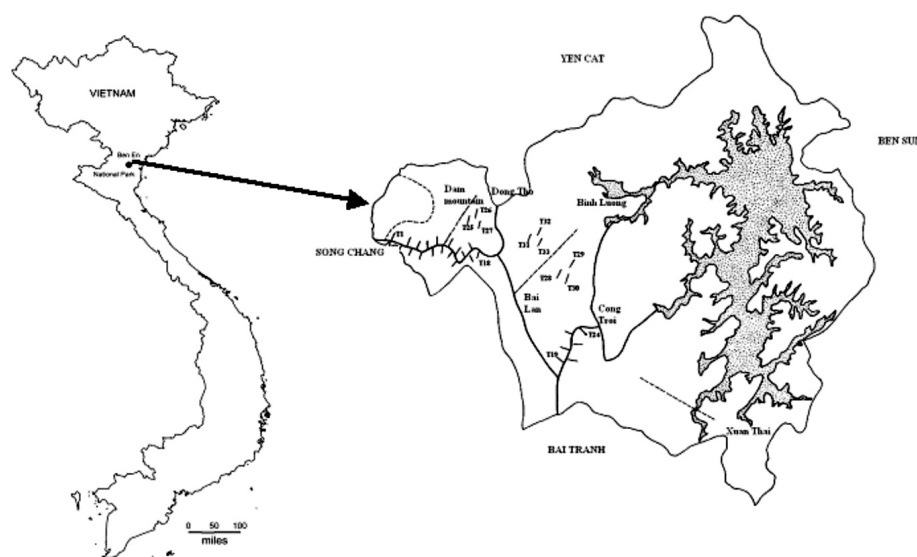 VIETNAM
Ben En
National Park
0 50 100
miles
YEN CAT
BEN SUN
Dam
mountain
Dong Tho
Binh Luong
T26
T25
T27
T32
T31
T33
T29
T28
T30
T1
SONG CHANG
T18
Bai
Lan
Cong
Troi
T24
T19
Xuan Thai
BAI TRANH